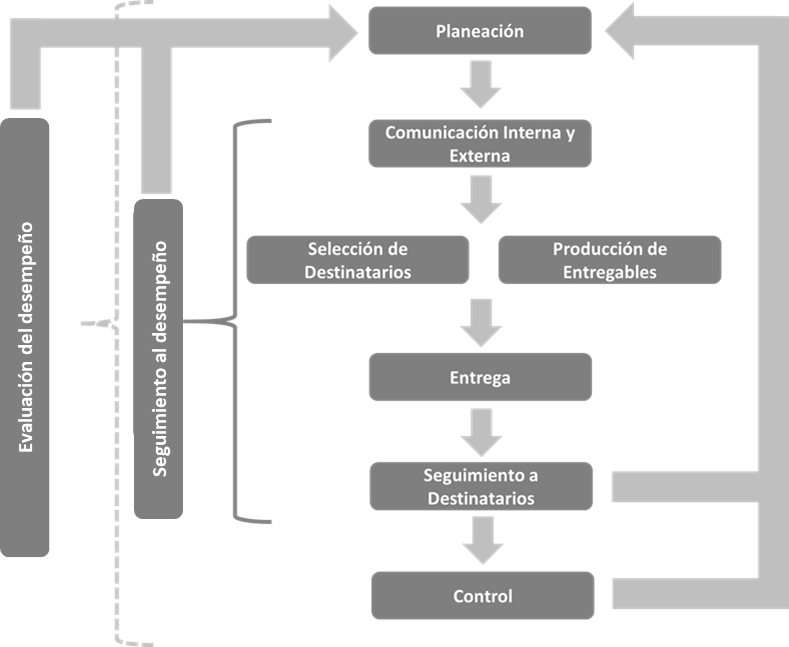 Planeación
Comunicación Interna y
Externa
Selección de
Destinatarios
Producción de
Entregables
Entrega
Seguimiento a
Destinatarios
Control
Evaluación del desempeño
Seguimiento al desempeño